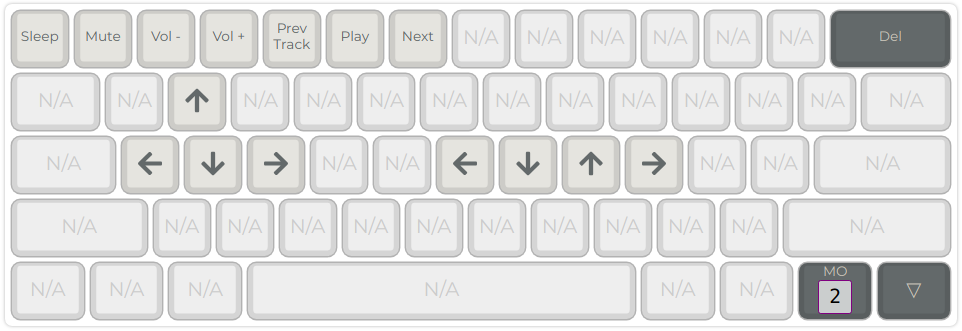 Sleep Mute Vol - Vol + Prev Track Play Next N/A N/A N/A N/A N/A N/A Del
N/A N/A ↑ N/A N/A N/A N/A N/A N/A N/A N/A N/A N/A N/A
N/A ← ↓ → N/A N/A ← ↓ ↑ → N/A N/A N/A
N/A N/A N/A N/A N/A N/A N/A N/A N/A N/A N/A N/A
N/A N/A N/A N/A N/A N/A MO 2 ▽